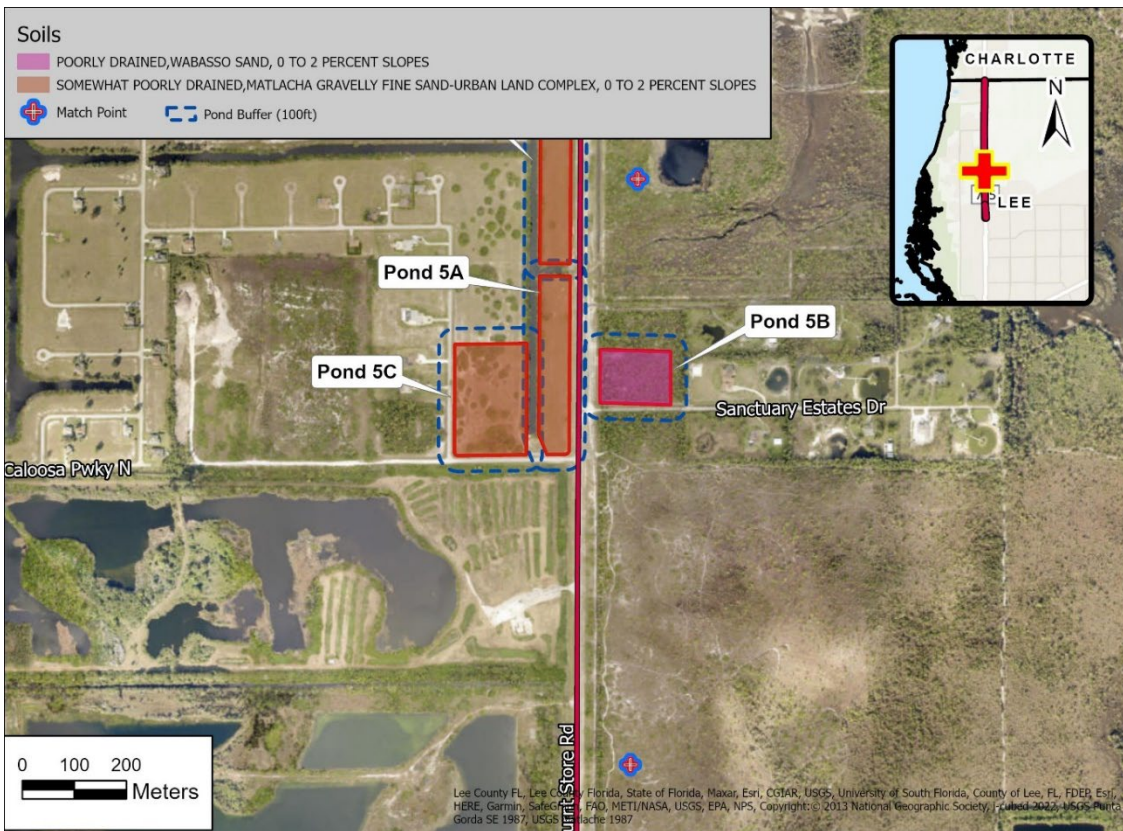 Soils
POORLY DRAINED,WABASSO SAND, 0 TO 2 PERCENT SLOPES
SOMEWHAT POORLY DRAINED,MATLACHA GRAVELLY FINE SAND-URBAN LAND COMPLEX, 0 TO 2 PERCENT SLOPES
Match Point
Pond Buffer (100ft)
CHARLOTTE
N
LEE
Pond 5A
Pond 5B
Pond 5C
Sanctuary Estates Dr
Caloosa Pwky N
Store Rd
0 100 200
Meters
Lee County FL, Lee County Florida, State of Florida, Maxar, Esri, CGIAR, USGS, University of South Florida, County of Lee, FL, FDEP, Esri,
HERE, Garmin, FAO, METI/NASA, USGS, EPA, NPS, Copyright:© 2013 National Geographic Society, i-cubed 2022, USGS Punta
Gorda SE 1987, USGS Matlache 1987